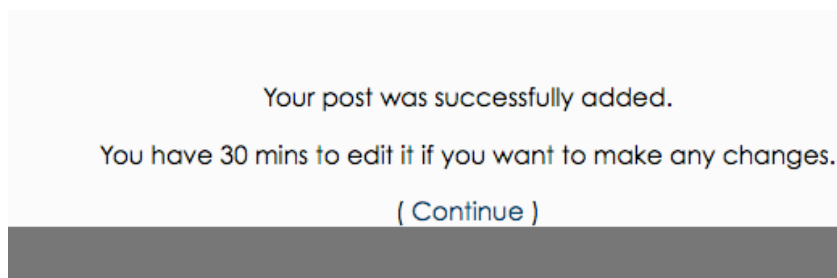 Your post was successfully added.
You have 30 mins to edit it if you want to make any changes.
( Continue )